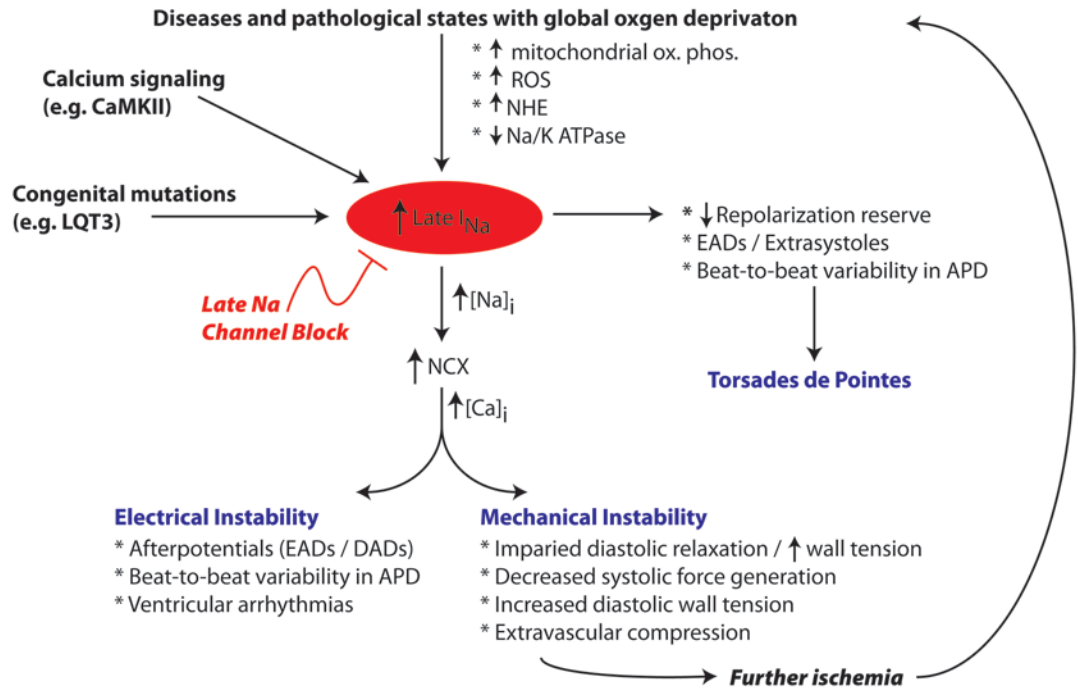 Diseases and pathological states with global oxgen deprivaton
* ↑ mitochondrial ox. phos.
* ↑ ROS
* ↑ NHE
* ↓ Na/K ATPase
Calcium signaling
(e.g. CaMKII)
Congenital mutations
(e.g. LQT3)
↑ Late INa
* ↓ Repolarization reserve
* EADs / Extrasystoles
* Beat-to-beat variability in APD
Late Na
Channel Block
↑[Na]i
↑ NCX
Torsades de Pointes
↑[Ca]i
Electrical Instability
* Afterpotentials (EADs / DADs)
* Beat-to-beat variability in APD
* Ventricular arrhythmias
Mechanical Instability
* Imparied diastolic relaxation / ↑ wall tension
* Decreased systolic force generation
* Increased diastolic wall tension
* Extravascular compression
Further ischemia